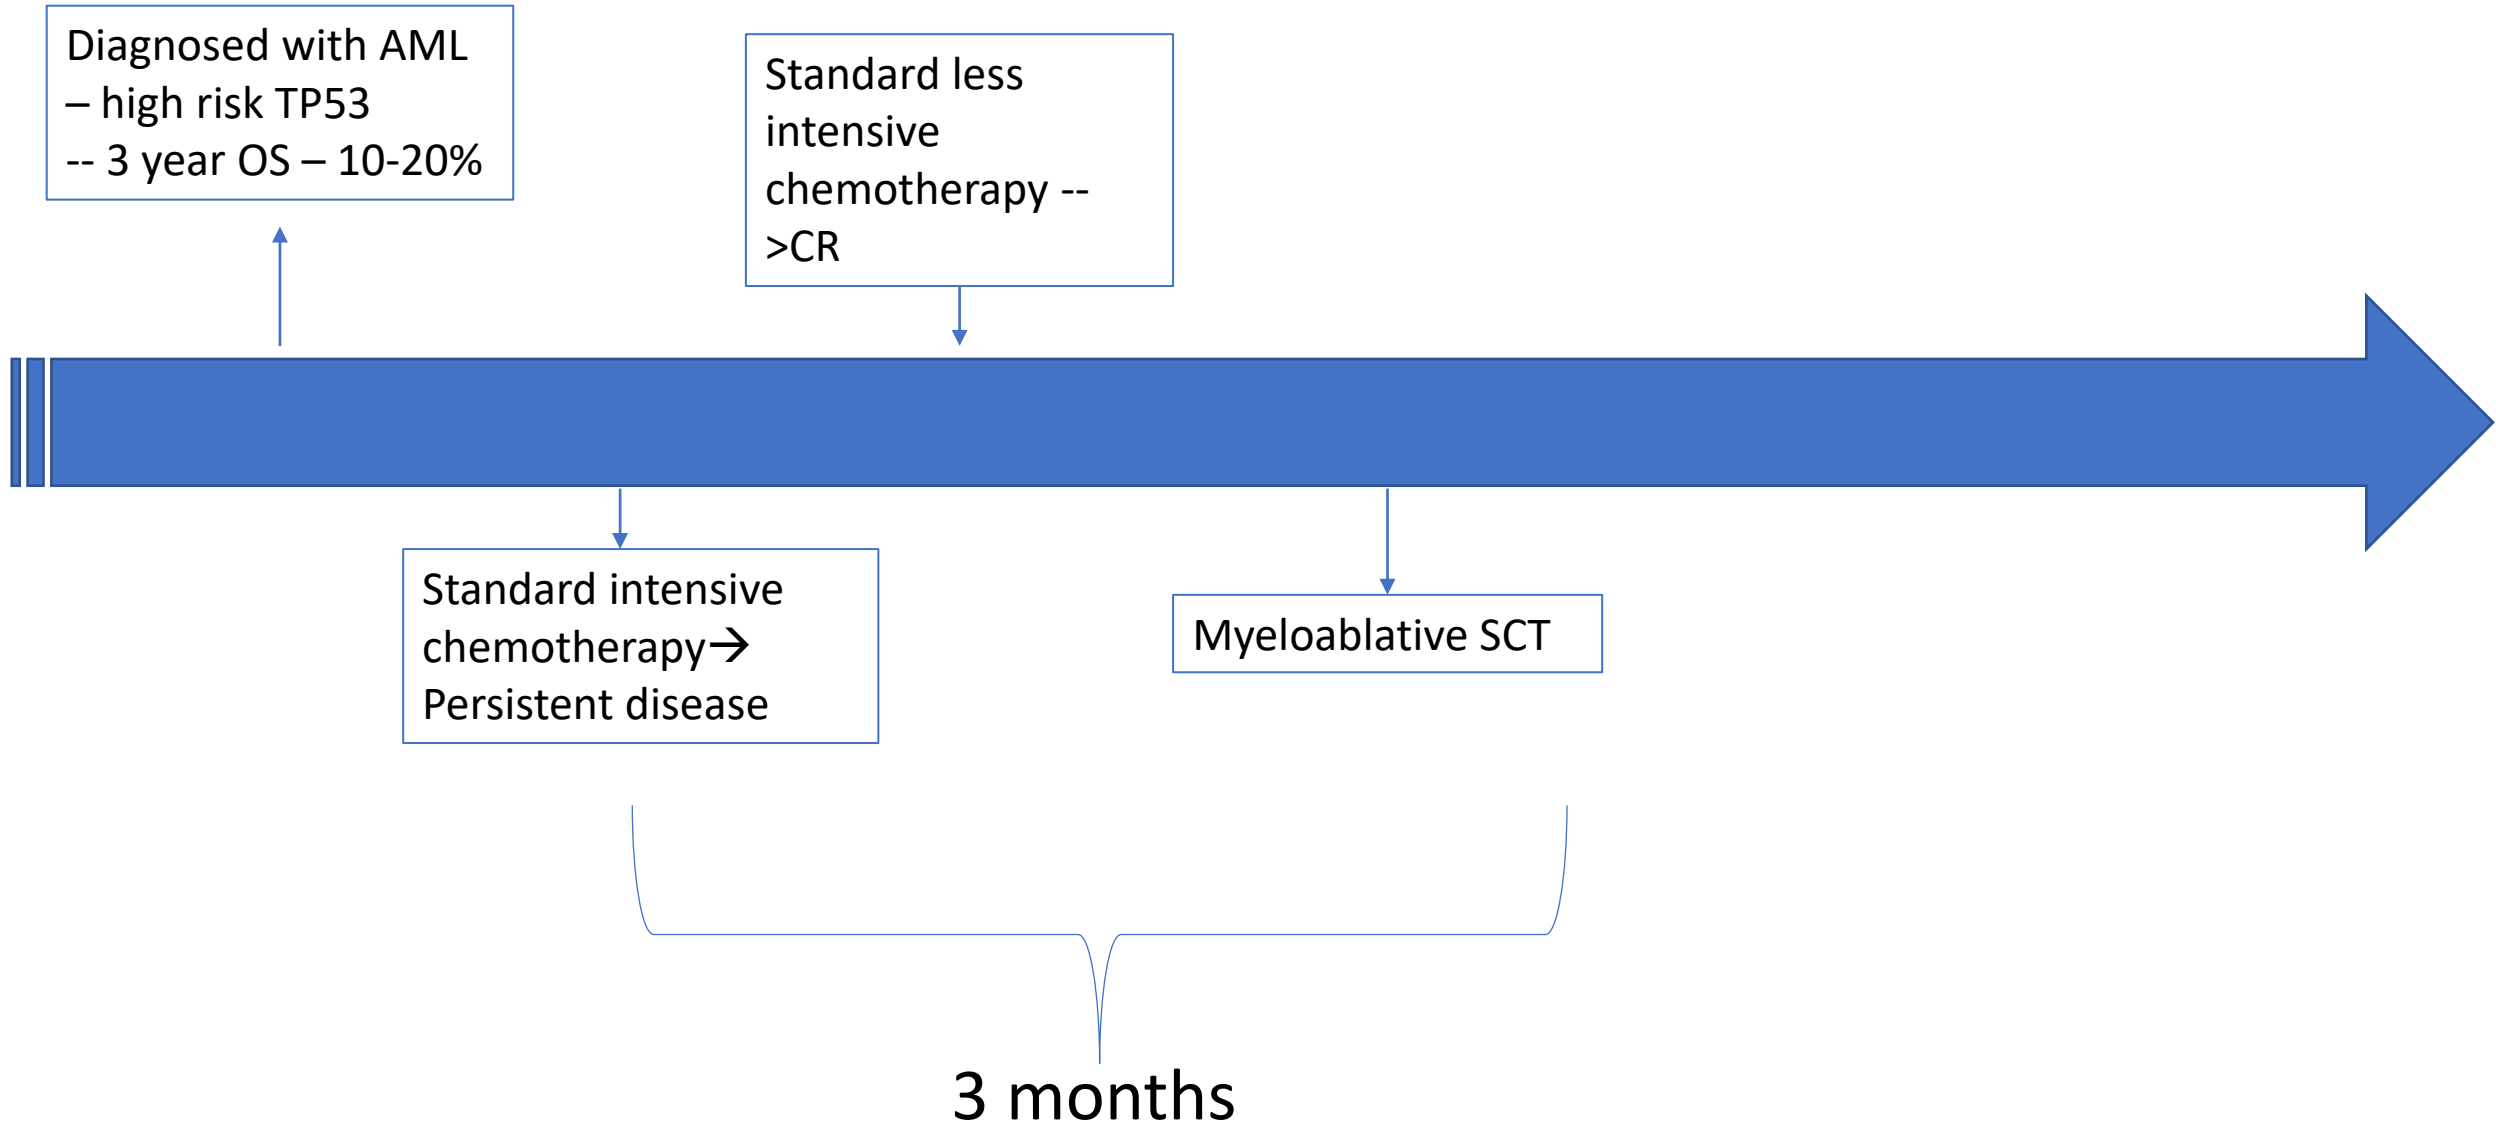 Diagnosed with AML
– high risk TP53
-- 3 year OS – 10-20%
Standard less
intensive
chemotherapy --
>CR
Standard intensive
chemotherapy→
Persistent disease
Myeloablative SCT
3 months